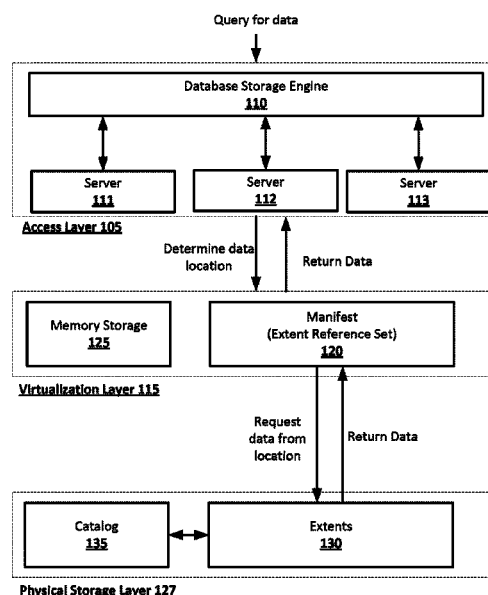 Query for data
Database Storage Engine
110
Server
111
Server
112
Server
113
Access Layer 105
Determine data
location
Return Data
Memory Storage
125
Manifest
(Extent Reference Set)
120
Virtualization Layer 115
Request
data from
location
Return Data
Catalog
135
Extents
130
Physical Storage Layer 127